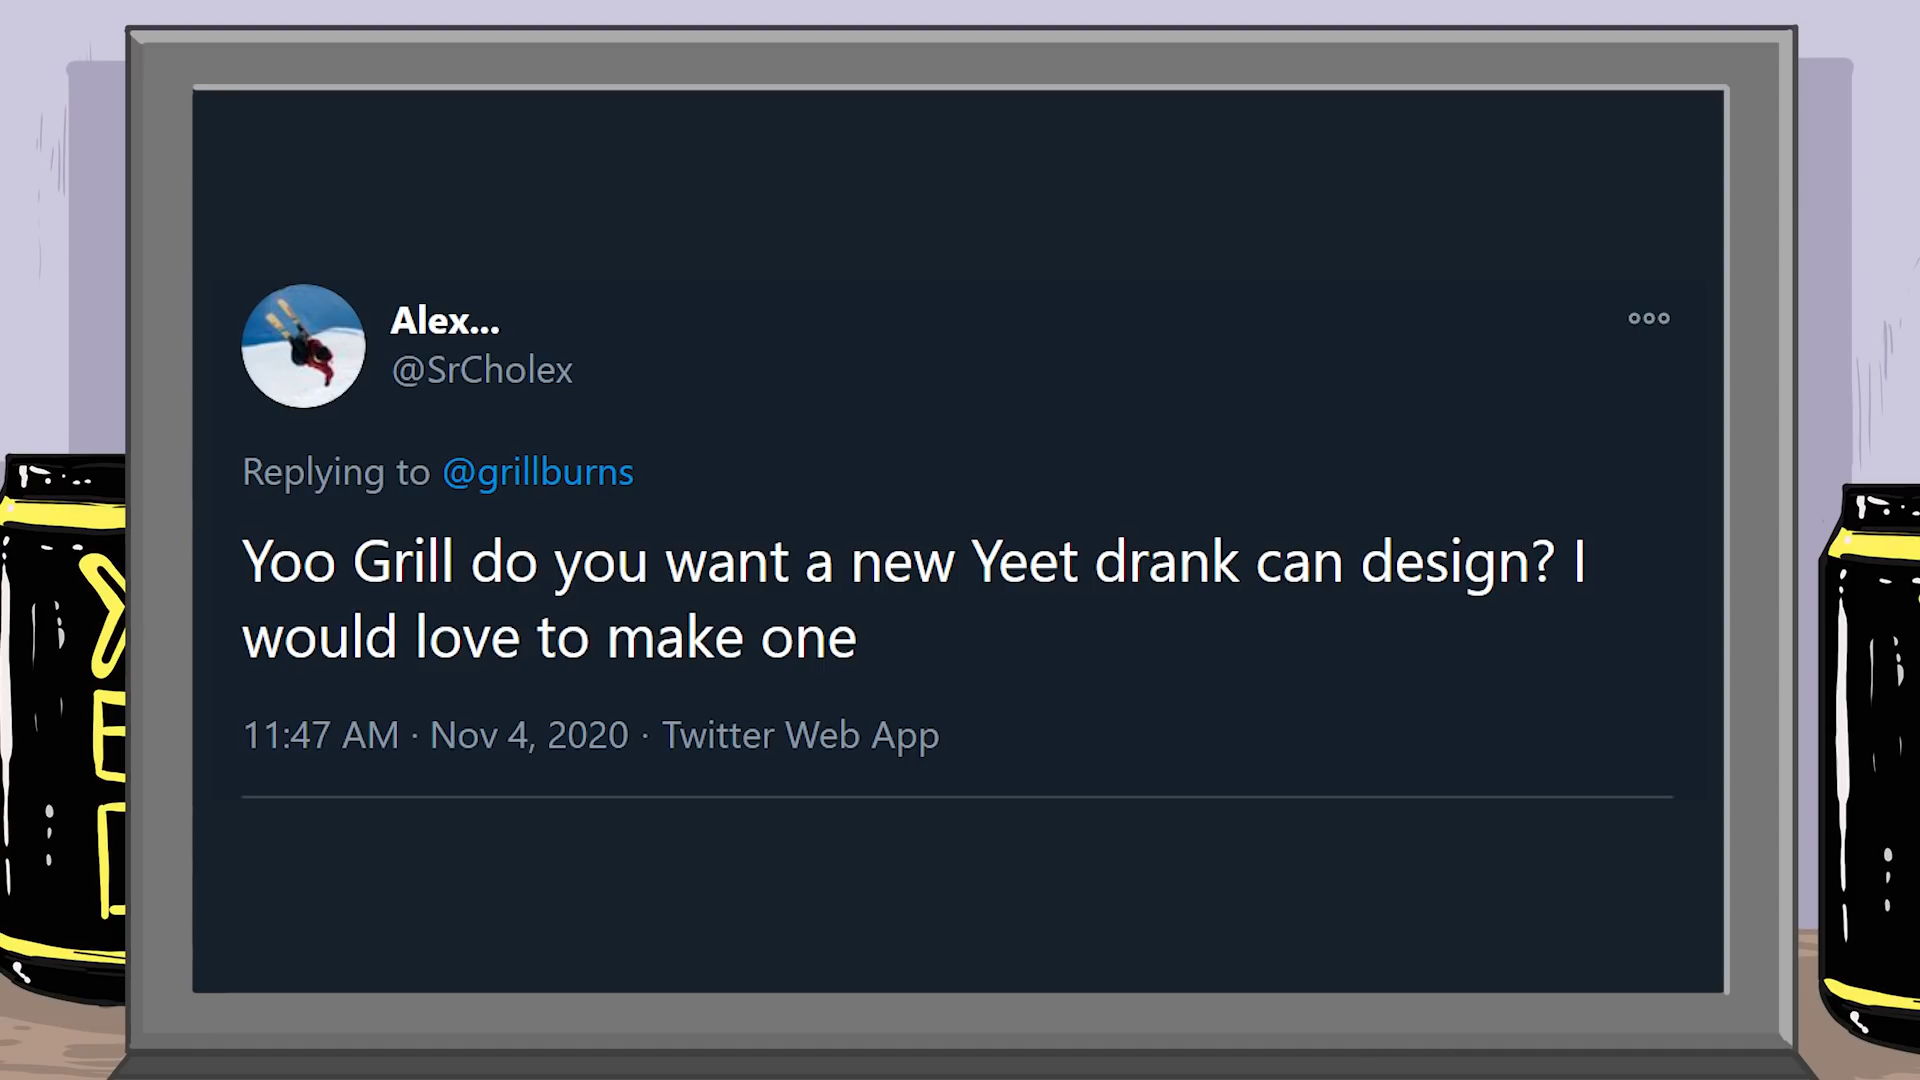 Alex...
@SrCholex
Replying to @grillburns
Yoo Grill do you want a new Yeet drank can design? I
would love to make one
11:47 AM · Nov 4, 2020 · Twitter Web App
Y
E